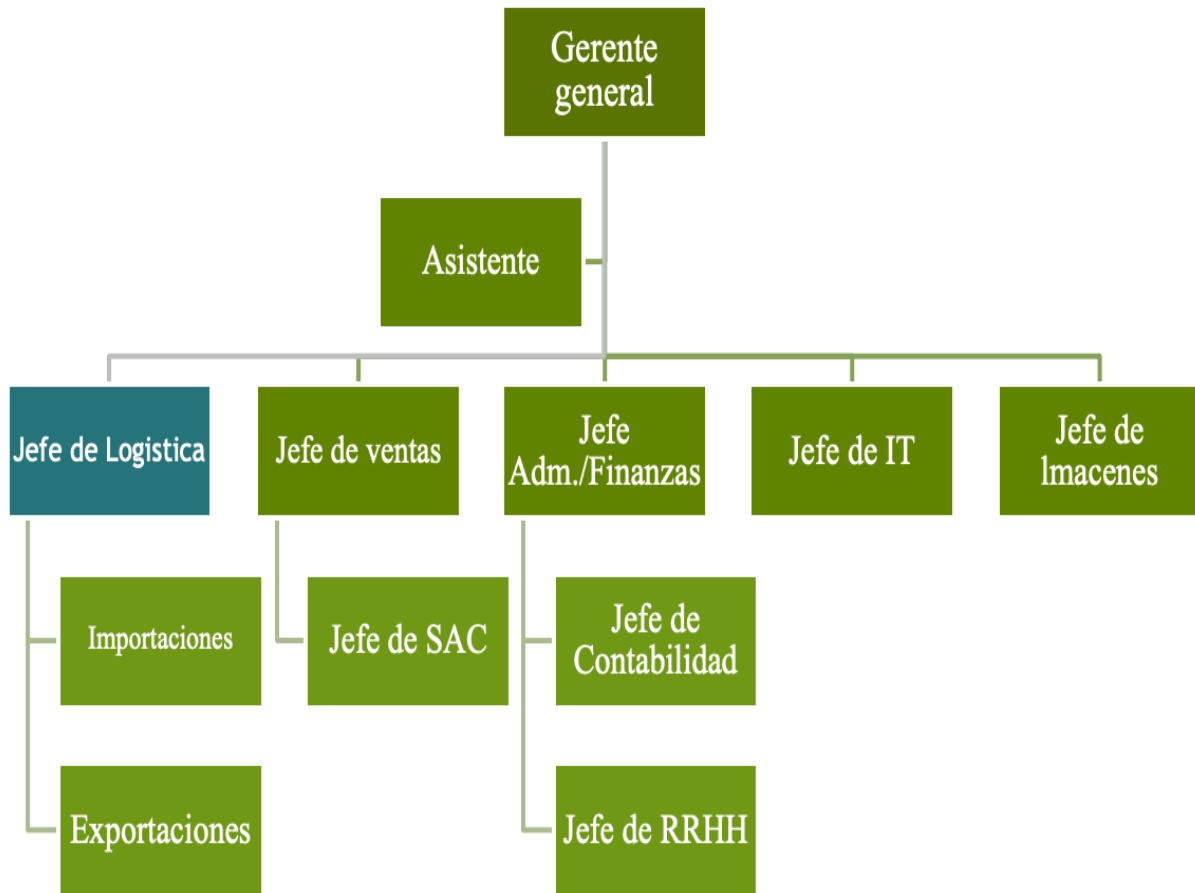 Gerente
general
Asistente
Jefe de Logistica
Jefe de ventas
Jefe
Adm./Finanzas
Jefe de IT
Jefe de
lmacenes
Importaciones
Jefe de SAC
Jefe de
Contabilidad
Exportaciones
Jefe de RRHH